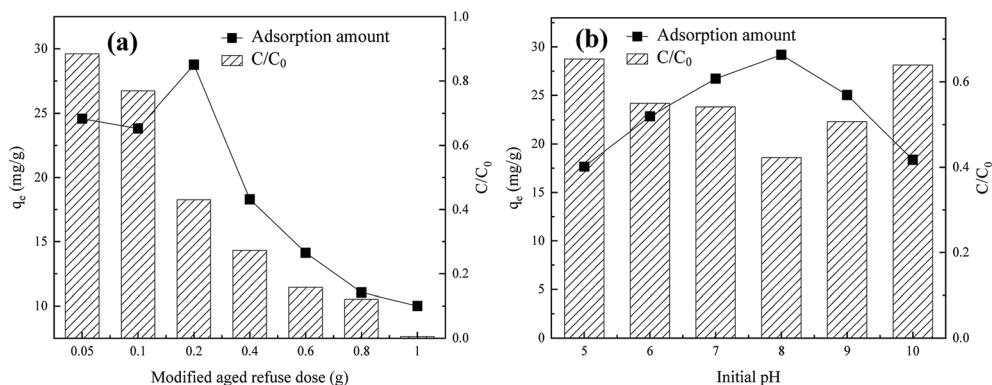 (a)
Adsorption amount
C/C0
qe (mg/g)
30
25
20
15
10
1.0
0.8
0.6
0.4
0.2
0.0
C/C0
0.05 0.1 0.2 0.4 0.6 0.8 1
Modified aged refuse dose (g)
(b)
Adsorption amount
C/C0
qe (mg/g)
30
25
20
15
10
5
0
0.6
0.4
0.2
0.0
C/C0
5 6 7 8 9 10
Initial pH